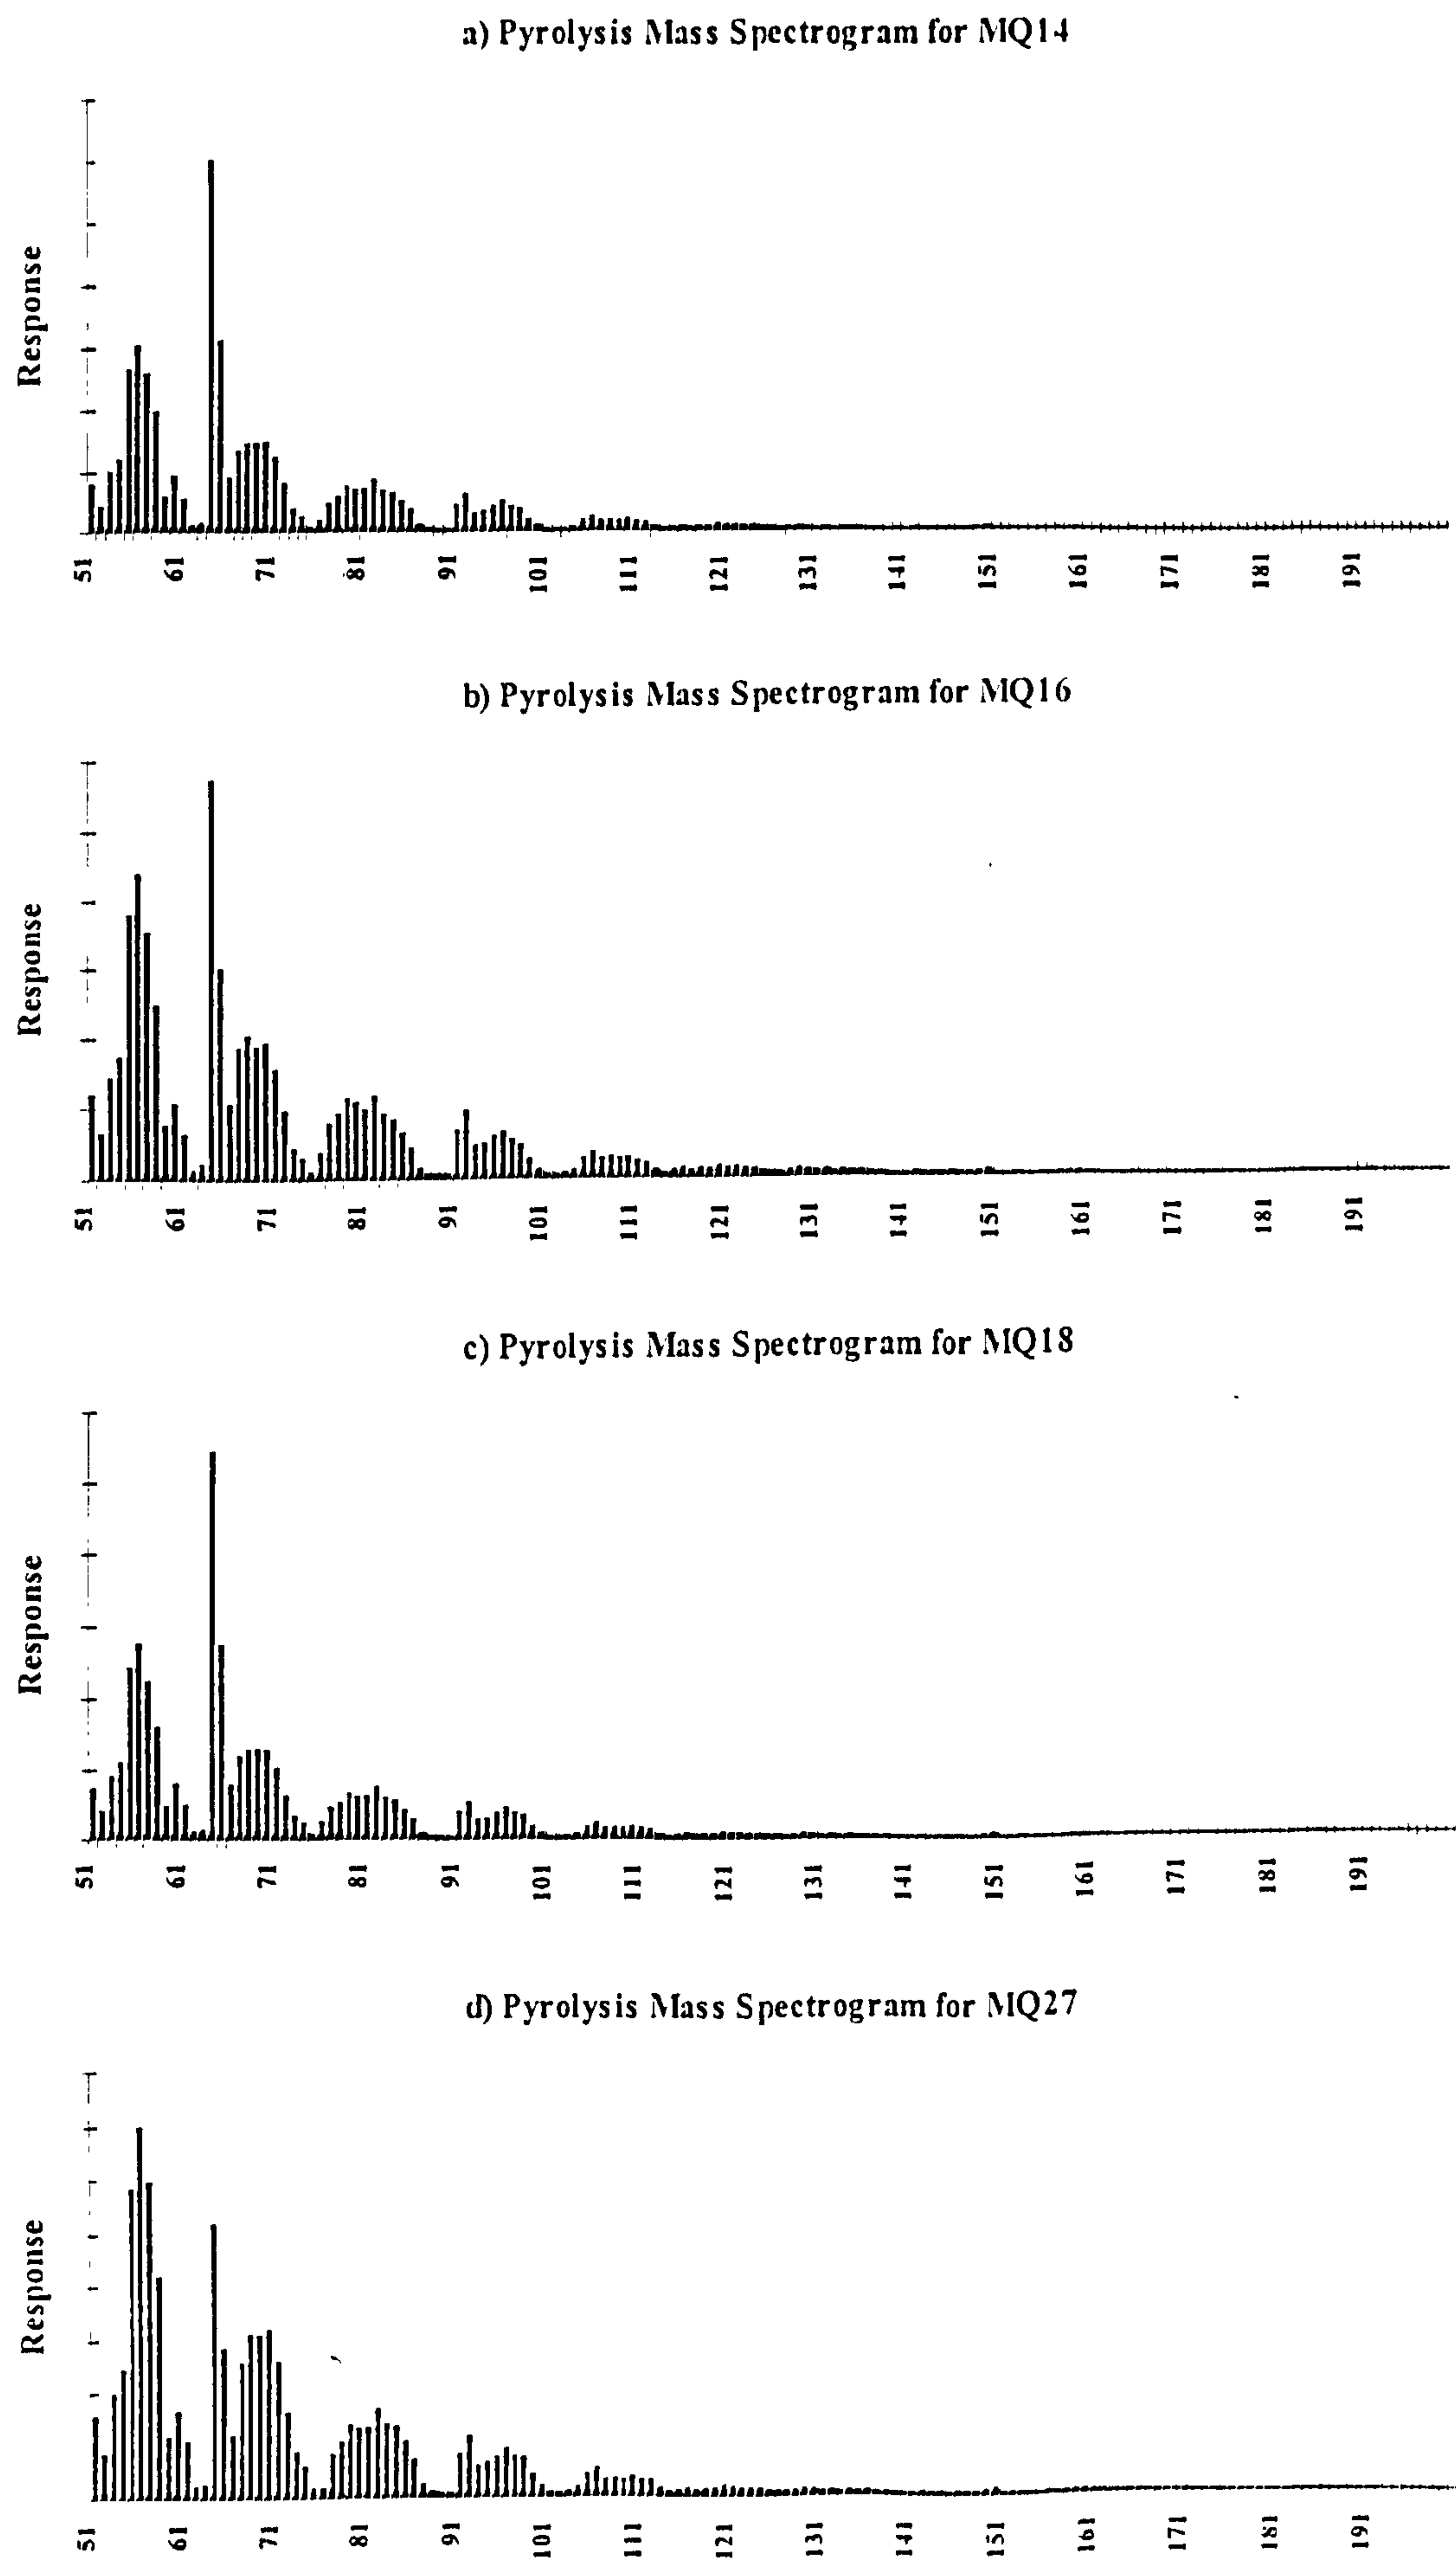 a) Pyrolysis Mass Spectrogram for MQ14
Response
51 61 71 81 91 101 111 121 131 141 151 161 171 181 191
b) Pyrolysis Mass Spectrogram for MQ16
Response
51 61 71 81 91 101 111 121 131 141 151 161 171 181 191
c) Pyrolysis Mass Spectrogram for MQ18
Response
51 61 71 81 91 101 111 121 131 141 151 161 171 181 191
d) Pyrolysis Mass Spectrogram for MQ27
Response
51 61 71 81 91 101 111 121 131 141 151 161 171 181 191